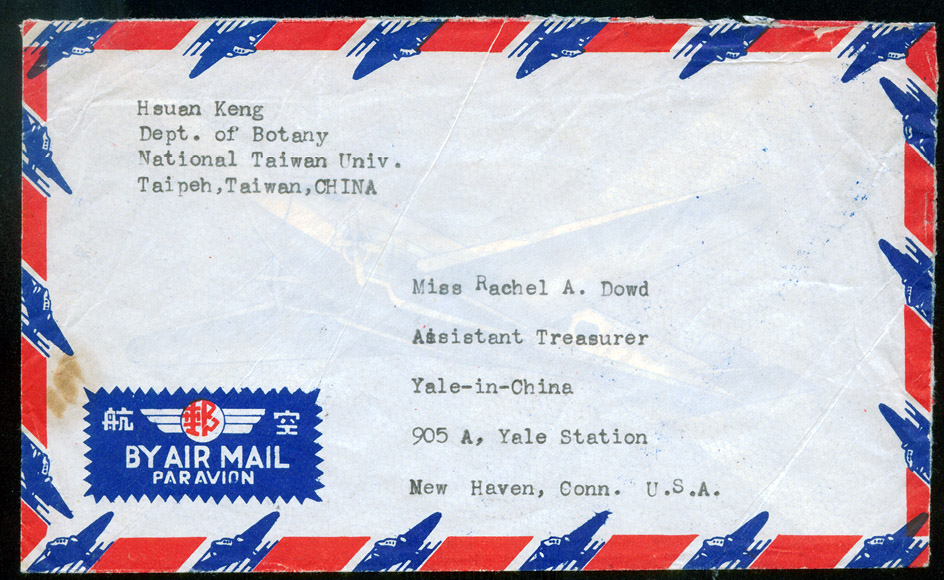 Hsuan Keng
Dept. of Botany
National Taiwan Univ.
Taipeh,Taiwan,CHINA
Miss Rachel A. Dowd
Assistant Treasurer
Yale-in-China
905 A, Yale Station
New Haven, Conn. U.S.A.
航 郵 空
BY AIR MAIL
PAR AVION